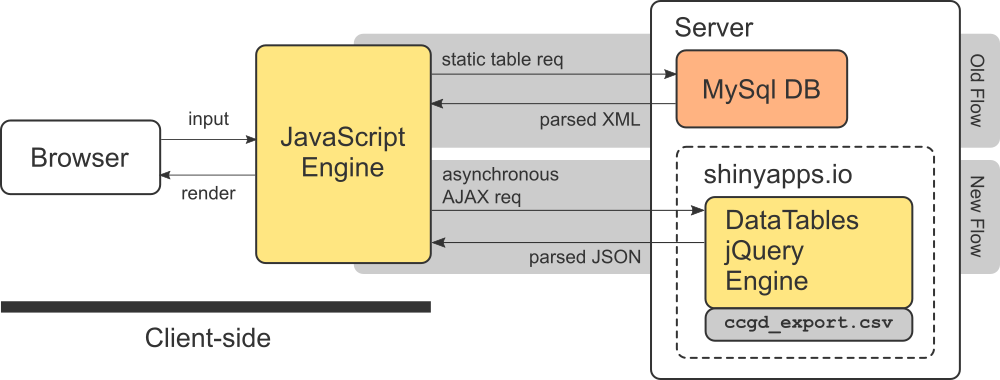 Server
static table req
MySql DB
Old Flow
parsed XML
input
JavaScript
Engine
Browser
render
asynchronous
AJAX req
shinyapps.io
New Flow
DataTables
jQuery
Engine
parsed JSON
ccgd_export.csv
Client-side